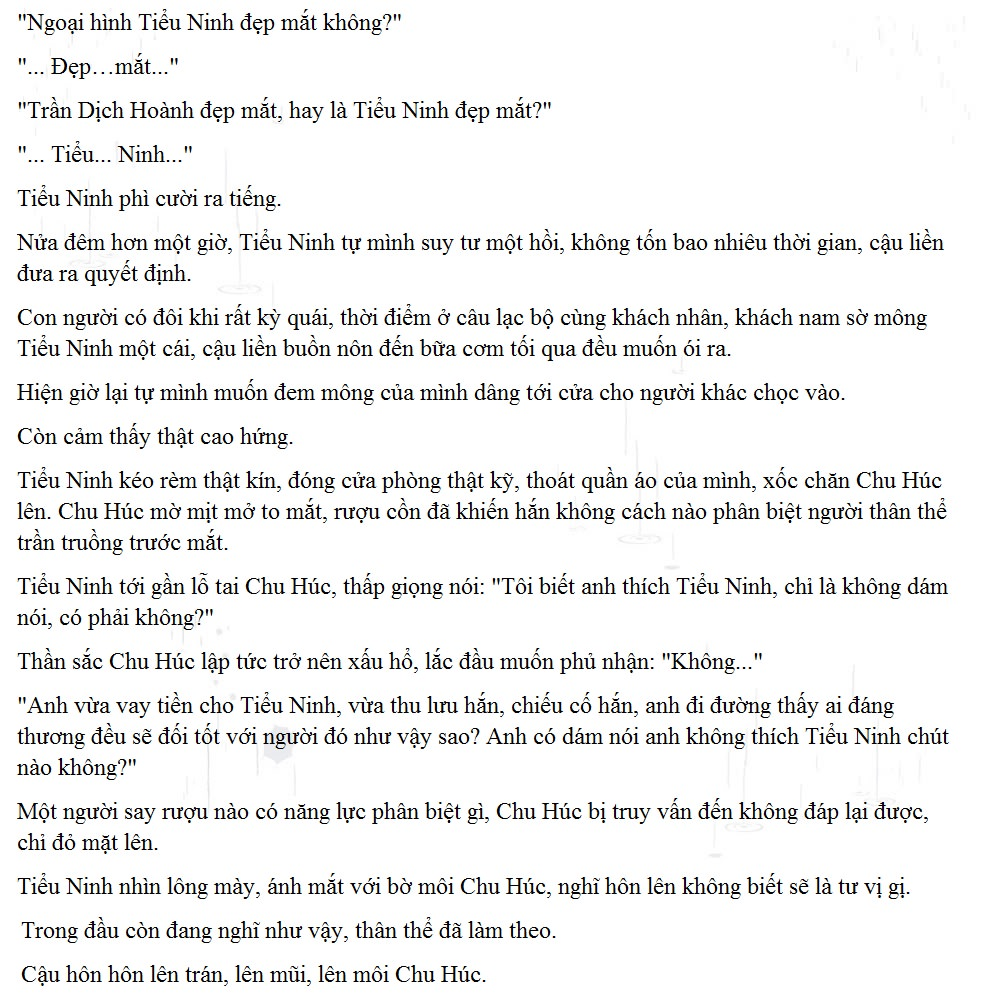 "Ngoại hình Tiểu Ninh đẹp mắt không?"
"... Đẹp…mắt..."
"Trần Dịch Hoành đẹp mắt, hay là Tiểu Ninh đẹp mắt?"
"... Tiểu... Ninh..."
Tiểu Ninh phì cười ra tiếng.
Nửa đêm hơn một giờ, Tiểu Ninh tự mình suy tư một hồi, không tốn bao nhiêu thời gian, cậu liền
đưa ra quyết định.
Con người có đôi khi rất kỳ quái, thời điểm ở câu lạc bộ cùng khách nhân, khách nam sờ mông
Tiểu Ninh một cái, cậu liền buồn nôn đến bữa cơm tối qua đều muốn ói ra.
Hiện giờ lại tự mình muốn đem mông của mình dâng tới cửa cho người khác chọc vào.
Còn cảm thấy thật cao hứng.
Tiểu Ninh kéo rèm thật kín, đóng cửa phòng thật kỹ, thoát quần áo của mình, xốc chăn Chu Húc
lên. Chu Húc mờ mịt mở to mắt, rượu cồn đã khiến hắn không cách nào phân biệt người thân thể
trần truồng trước mắt.
Tiểu Ninh tới gần lỗ tai Chu Húc, thấp giọng nói: "Tôi biết anh thích Tiểu Ninh, chỉ là không dám
nói, có phải không?"
Thần sắc Chu Húc lập tức trở nên xấu hổ, lắc đầu muốn phủ nhận: "Không..."
"Anh vừa vay tiền cho Tiểu Ninh, vừa thu lưu hắn, chiếu cố hắn, anh đi đường thấy ai đáng
thương đều sẽ đối tốt với người đó như vậy sao? Anh có dám nói anh không thích Tiểu Ninh chút
nào không?"
Một người say rượu nào có năng lực phân biệt gì, Chu Húc bị truy vấn đến không đáp lại được,
chỉ đỏ mặt lên.
Tiểu Ninh nhìn lông mày, ánh mắt với bờ môi Chu Húc, nghĩ hôn lên không biết sẽ là tư vị gị.
Trong đầu còn đang nghĩ như vậy, thân thể đã làm theo.
Cậu hôn hôn lên trán, lên mũi, lên môi Chu Húc.